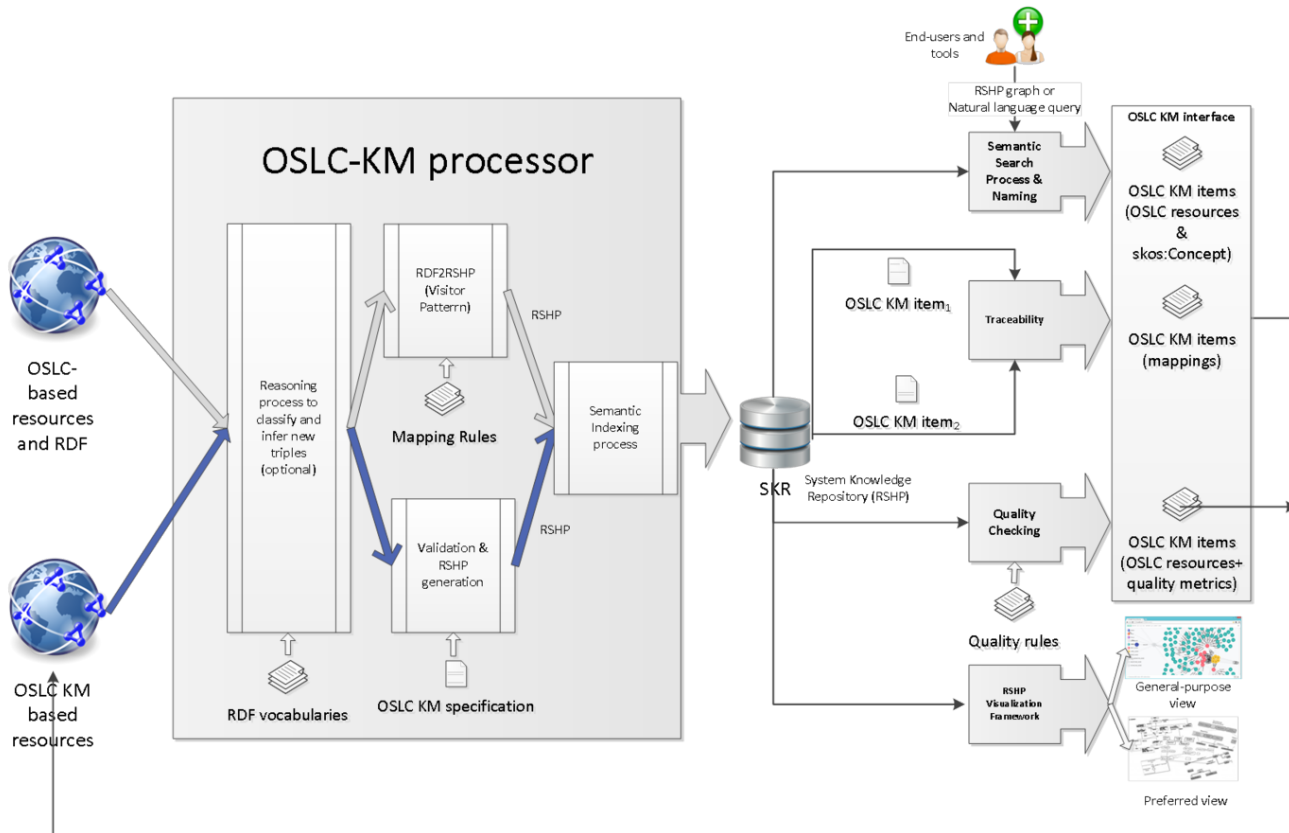 End-users and
tools
RSHP graph or
Natural language query
OSLC-KM processor
OSLC-
based
resources
and RDF
OSLC KM
based
resources
Reasoning
process to
classify and
infer new
triples
(optional)
RDF vocabularies
RDF2RSHP
(Visitor
Patterrn)
Mapping Rules
RSHP
Validation &
RSHP
generation
OSLC KM specification
RSHP
Semantic
Indexing
process
SKR
System Knowledge
Repository (RSHP)
Semantic
Search
Process &
Naming
OSLC KM item1
Traceability
OSLC KM item2
Quality
Checking
Quality rules
RSHP
Visualization
Framework
OSLC KM interface
OSLC KM items
(OSLC resources
&
skos:Concept)
OSLC KM items
(mappings)
OSLC KM items
(OSLC resources+
quality metrics)
General-purpose
view
Preferred view